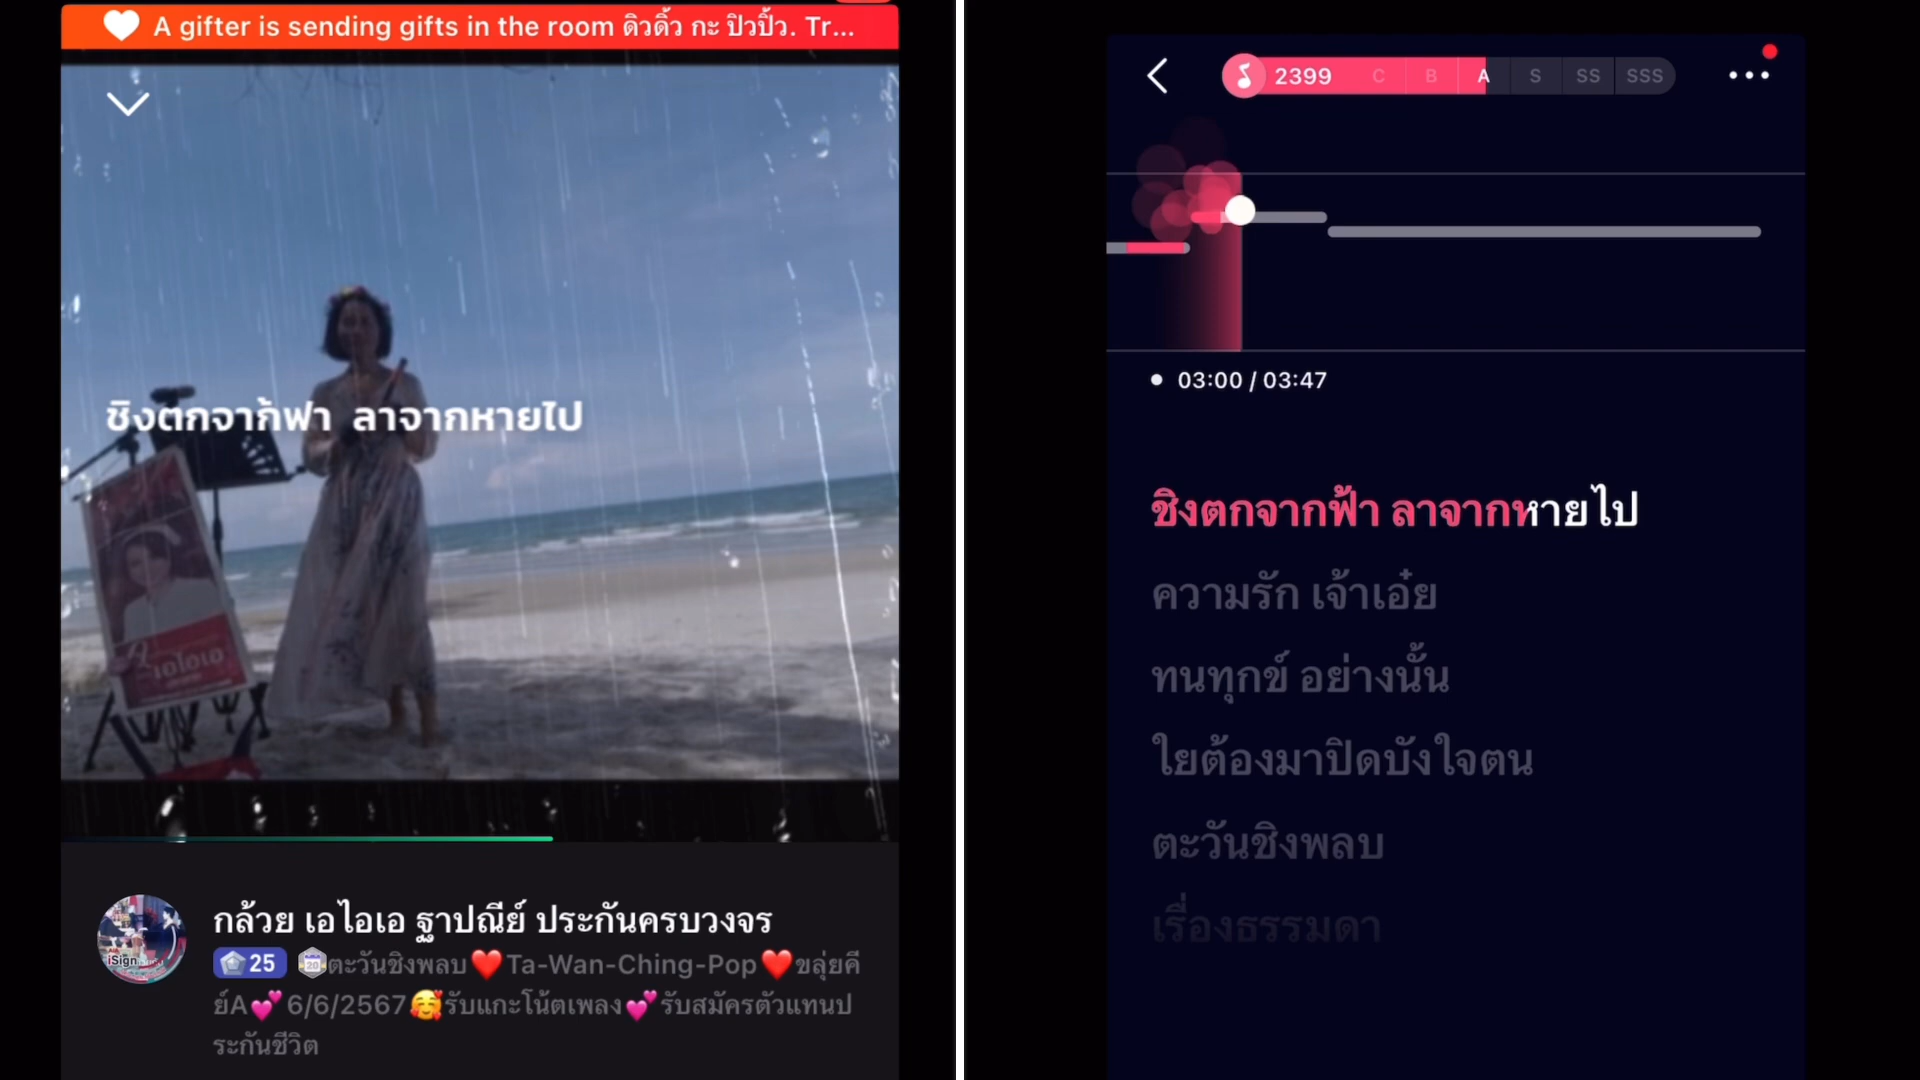 A gifter is sending gifts in the room ดิวดิ้ว กะ ปิวปิ้ว. Tr...
ชิงตกจากฟ้า ลาจากหายไป
เอไอเอ
iSign
กล้วย เอไอเอ ฐาปณีย์ ประกันครบวงจร
25 20 ตะวันชิงพลบ❤️Ta-Wan-Ching-Pop❤️ขลุ่ยคี
ย์A💕6/6/2567🥰รับแกะโน้ตเพลง💕รับสมัครตัวแทนป
ระกันชีวิต
2399 C B A S SS SSS
03:00 / 03:47
ชิงตกจากฟ้า ลาจากหายไป
ความรัก เจ้าเอ๋ย
ทนทุกข์ อย่างนั้น
ใยต้องมาปิดบังใจตน
ตะวันชิงพลบ
เรื่องธรรมดา